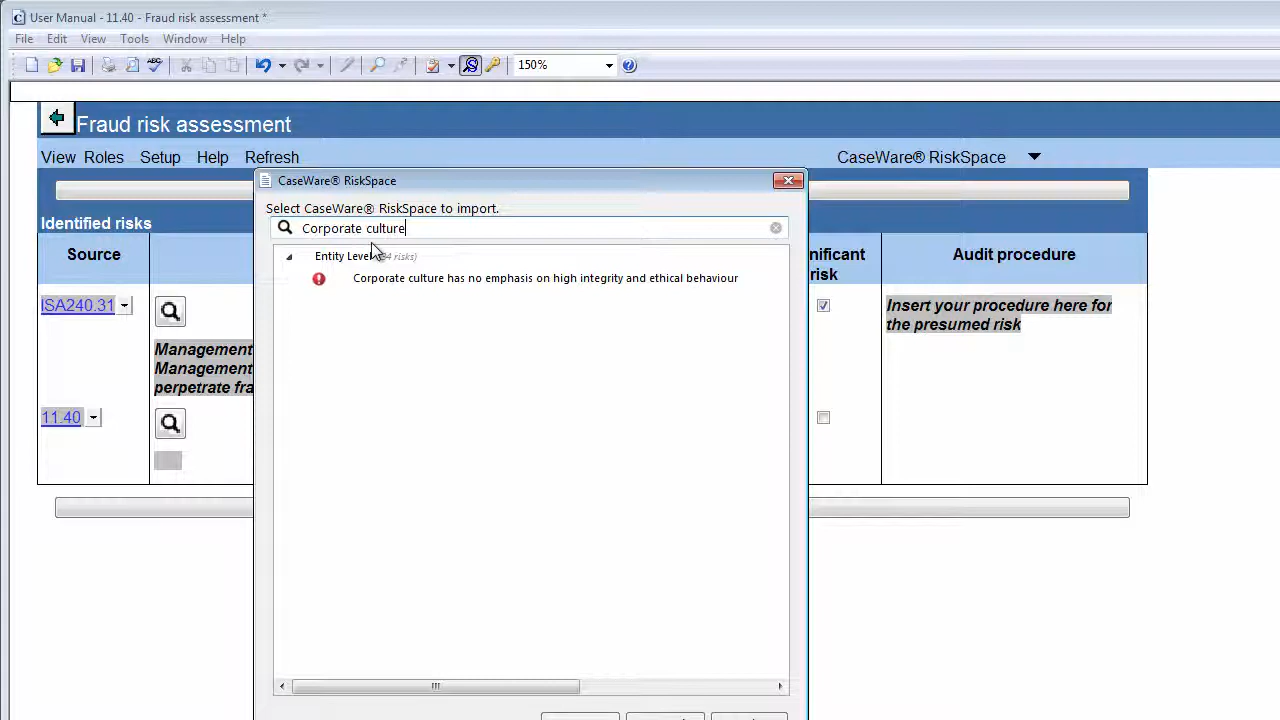 User Manual - 11.40 - Fraud risk assessment *
File Edit View Tools Window Help
150%
Fraud risk assessment
View Roles Setup Help Refresh CaseWare® RiskSpace
CaseWare® RiskSpace
Select CaseWare® RiskSpace to import.
Corporate culture
Identified risks
Source
risk
Audit procedure
Entity Level
risks)
Corporate culture has no emphasis on high integrity and ethical behaviour
ISA240.31
Insert your procedure here for
the presumed risk
Management
Management
11.40